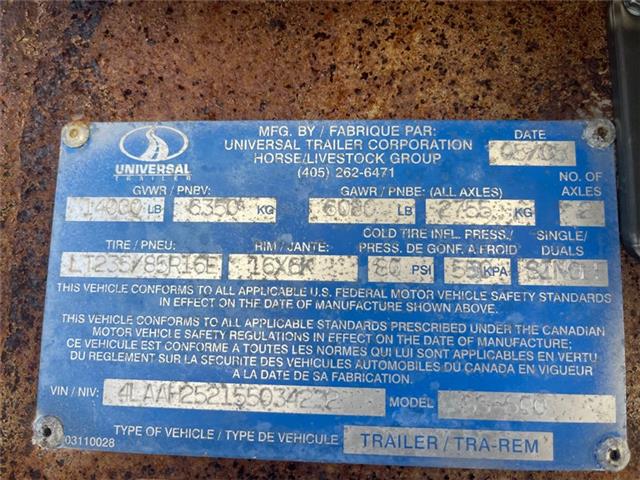 UNIVERSAL
TRAILER
MFG. BY / FABRIQUE PAR:
UNIVERSAL TRAILER CORPORATION
HORSE/LIVESTOCK GROUP
(405) 262-6471
DATE
GVWR / PNBV:
GAWR / PNBE: (ALL AXLES)
NO. OF
AXLES
14000 LB
6350 KG
6080 LB
KG
2
TIRE / PNEU:
RIM / JANTE:
COLD TIRE INFL. PRESS./
PRESS. DE GONF. A FROID
SINGLE/
DUALS
LT235/85R16E
16X6K
80 PSI
KPA
THIS VEHICLE CONFORMS TO ALL APPLICABLE U.S. FEDERAL MOTOR VEHICLE SAFETY STANDARDS
IN EFFECT ON THE DATE OF MANUFACTURE SHOWN ABOVE.
THIS VEHICLE CONFORMS TO ALL APPLICABLE STANDARDS PRESCRIBED UNDER THE CANADIAN
MOTOR VEHICLE SAFETY REGULATIONS IN EFFECT ON THE DATE OF MANUFACTURE;
CE VEHICULE EST CONFORME A TOUTES LES NORMES QUI LUI SONT APPLICABLES EN VERTU
DU REGLEMENT SUR LA SECURITE DES VEHICULES AUTOMOBILES DU CANADA EN VIGUEUR
A LA DATE DE SA FABRICATION.
VIN / NIV:
MODEL
03110028
TYPE OF VEHICLE / TYPE DE VEHICULE:
TRAILER / TRA-REM